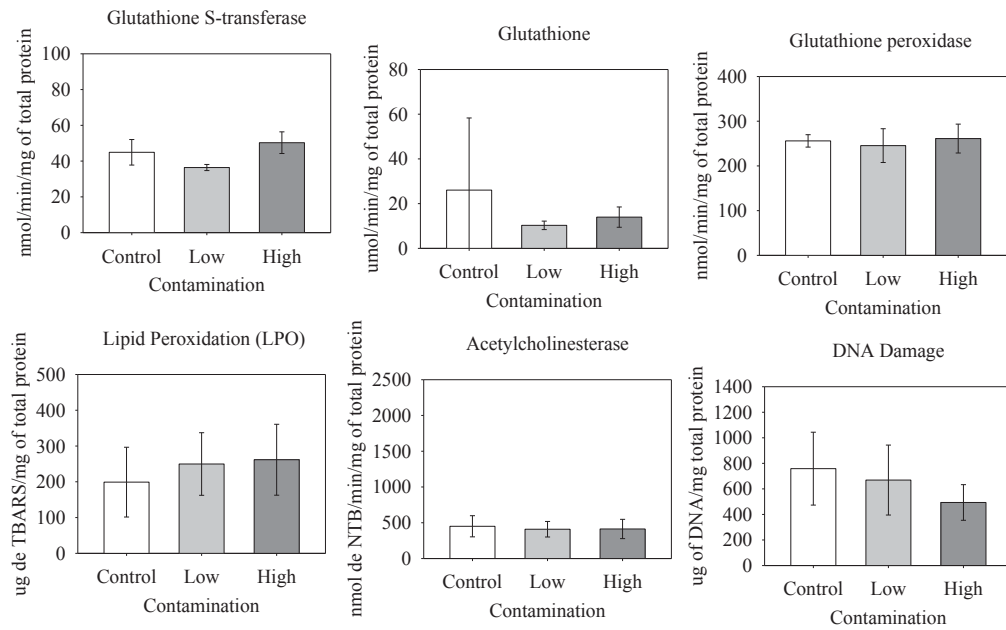 Glutathione S-transferase
nmol/min/mg of total protein
100
80
60
40
20
0
Control Low High
Contamination
Glutathione
umol/min/mg of total protein
80
60
40
20
0
Control Low High
Contamination
Glutathione peroxidase
nmol/min/mg of total protein
400
300
200
100
0
Control Low High
Contamination
Lipid Peroxidation (LPO)
ug de TBARS/mg of total protein
500
400
300
200
100
0
Control Low High
Contamination
Acetylcholinesterase
nmol de NTB/min/mg of total protein
2500
2000
1500
1000
500
0
Control Low High
Contamination
DNA Damage
ug of DNA/mg total protein
1400
1200
1000
800
600
400
200
0
Control Low High
Contamination